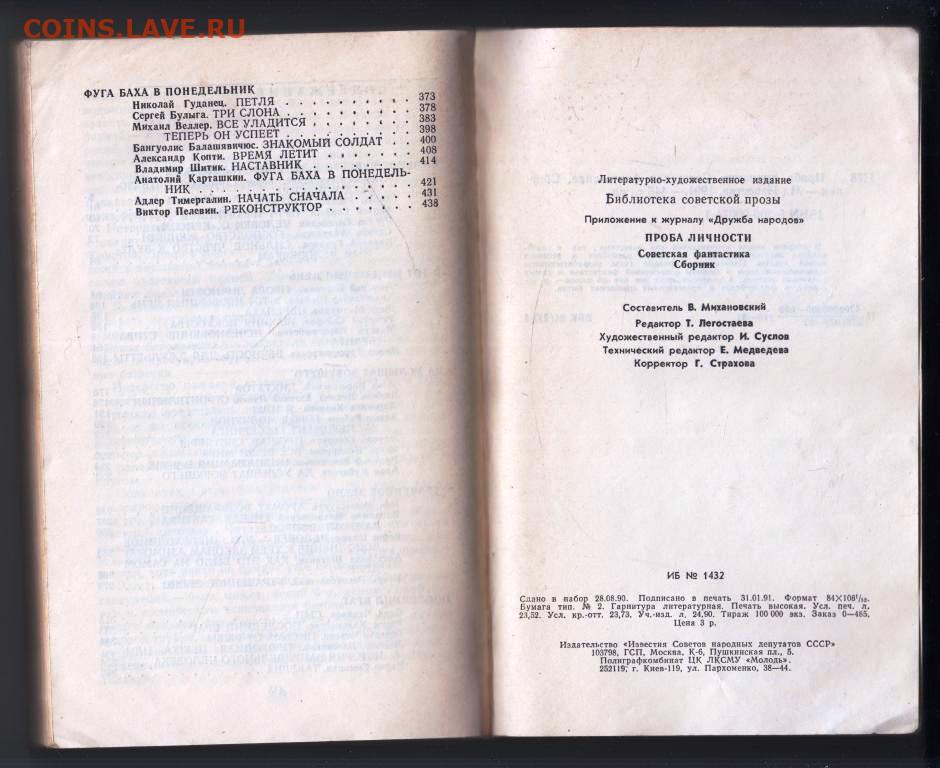 COINS.LAVE.RU
ФУГА БАХА В ПОНЕДЕЛЬНИК
Николай Гуданец. ПЕТЛЯ . . . . . . . . . . 373
Сергей Булыга. ТРИ СЛОНА . . . . . . . . . 378
Михаил Веллер. ВСЕ УЛАДИТСЯ . . . . . . . 383
ТЕПЕРЬ ОН УСПЕЕТ . . . . . . . . . 398
Бангуолис Балашявичюс. ЗНАКОМЫЙ СОЛДАТ . . 400
Александр Копти. ВРЕМЯ ЛЕТИТ . . . . . . 408
Владимир Шитик. НАСТАВНИК . . . . . . . 414
Анатолий Карташкин. ФУГА БАХА В ПОНЕДЕЛЬ-
НИК . . . . . . . . . . . . . . . 421
Адлер Тимергалин. НАЧАТЬ СНАЧАЛА . . . . . 431
Виктор Пелевин. РЕКОНСТРУКТОР . . . . . . 438
Литературно-художественное издание
Библиотека советской прозы
Приложение к журналу «Дружба народов»
ПРОБА ЛИЧНОСТИ
Советская фантастика
Сборник
Составитель В. Михановский
Редактор Т. Легостаева
Художественный редактор И. Суслов
Технический редактор Е. Медведева
Корректор Г. Страхова
ИБ № 1432
Сдано в набор 28.08.90. Подписано в печать 31.01.91. Формат 84×108¹/₃₂.
Бумага тип. № 2. Гарнитура литературная. Печать высокая. Усл. печ. л.
23,52. Усл. кр.-отт. 23,73. Уч.-изд. л. 24,90. Тираж 100 000 экз. Заказ 0—485.
Цена 3 р.
Издательство «Известия Советов народных депутатов СССР»
103798, ГСП, Москва, К-6, Пушкинская пл., 5.
Полиграфкомбинат ЦК ЛКСМУ «Молодь».
252119, г. Киев-119, ул. Пархоменко, 38—44.